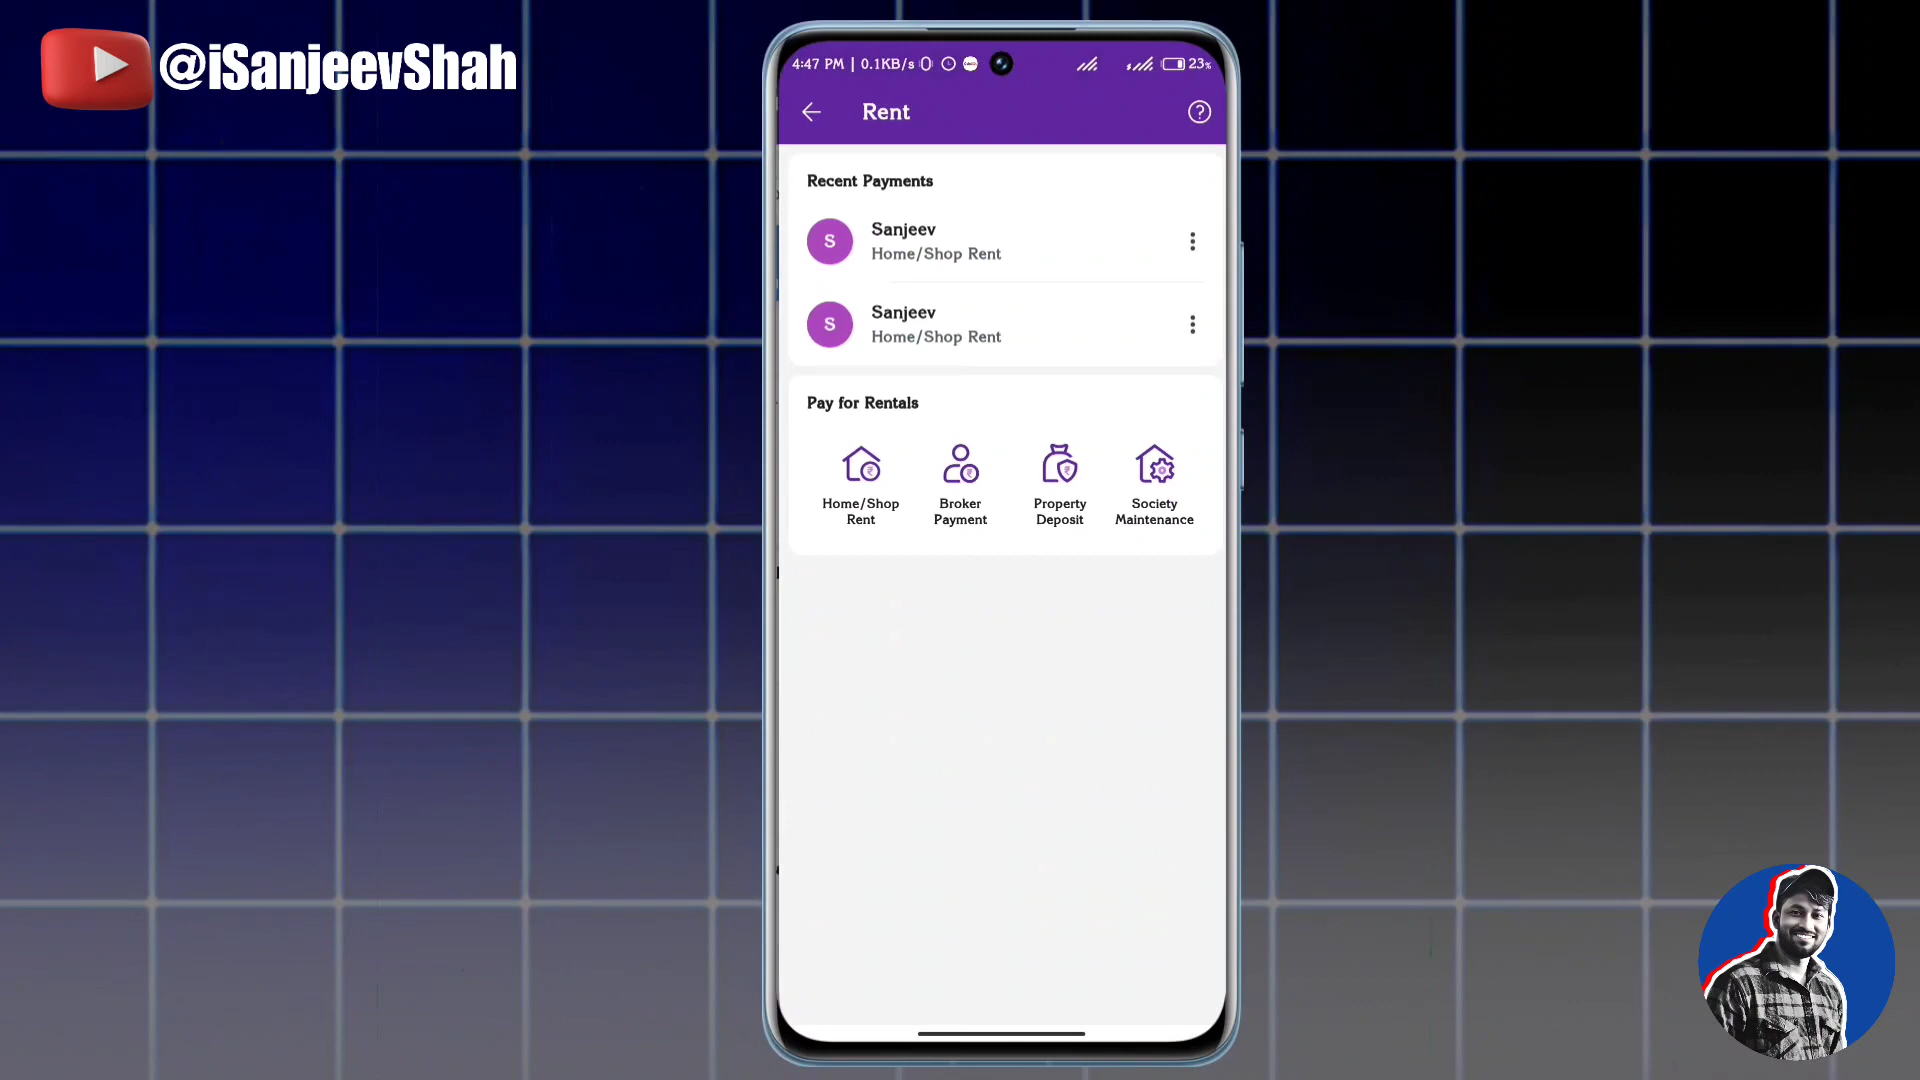 @iSanjeevShah
4:47 PM | 0.1KB/s
23%
Rent
Recent Payments
S
Sanjeev
Home/Shop Rent
S
Sanjeev
Home/Shop Rent
Pay for Rentals
Home/Shop
Rent
Broker
Payment
Property
Deposit
Society
Maintenance